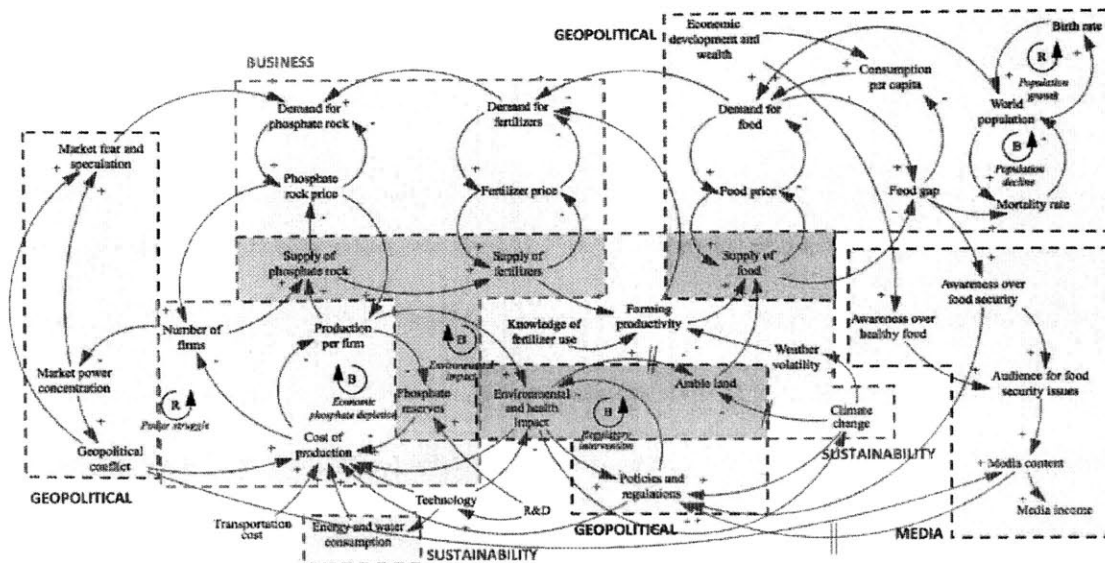 GEOPOLITICAL
Economic
development and
wealth
Birth rate
R
Population
growth
Consumption
per capita
World
population
B
Population
decline
Mortality rate
BUSINESS
Demand for
phosphate rock
Demand for
fertilizers
Demand for
food
Market fear and
speculation
Phosphate
rock price
Fertilizer price
Food price
Food gap
Supply of
phosphate rock
Supply of
fertilizers
Supply of
food
Awareness over
food security
Number of
firms
Production
per firm
Knowledge of
fertilizer use
Farming
productivity
Awareness over
healthy food
Weather
volatility
B
Environmental
impact
Market power
concentration
B
Economic
phosphate depletion
Phosphate
reserves
Environmental
and health
impact
Arable land
Audience for food
security issues
R
Power struggle
B
Regulatory
intervention
Climate
change
Cost of
production
SUSTAINABILITY
Geopolitical
conflict
Media content
GEOPOLITICAL
Policies and
regulations
Technology
R&D
Media income
Transportation
cost
Energy and water
consumption
GEOPOLITICAL
MEDIA
SUSTAINABILITY